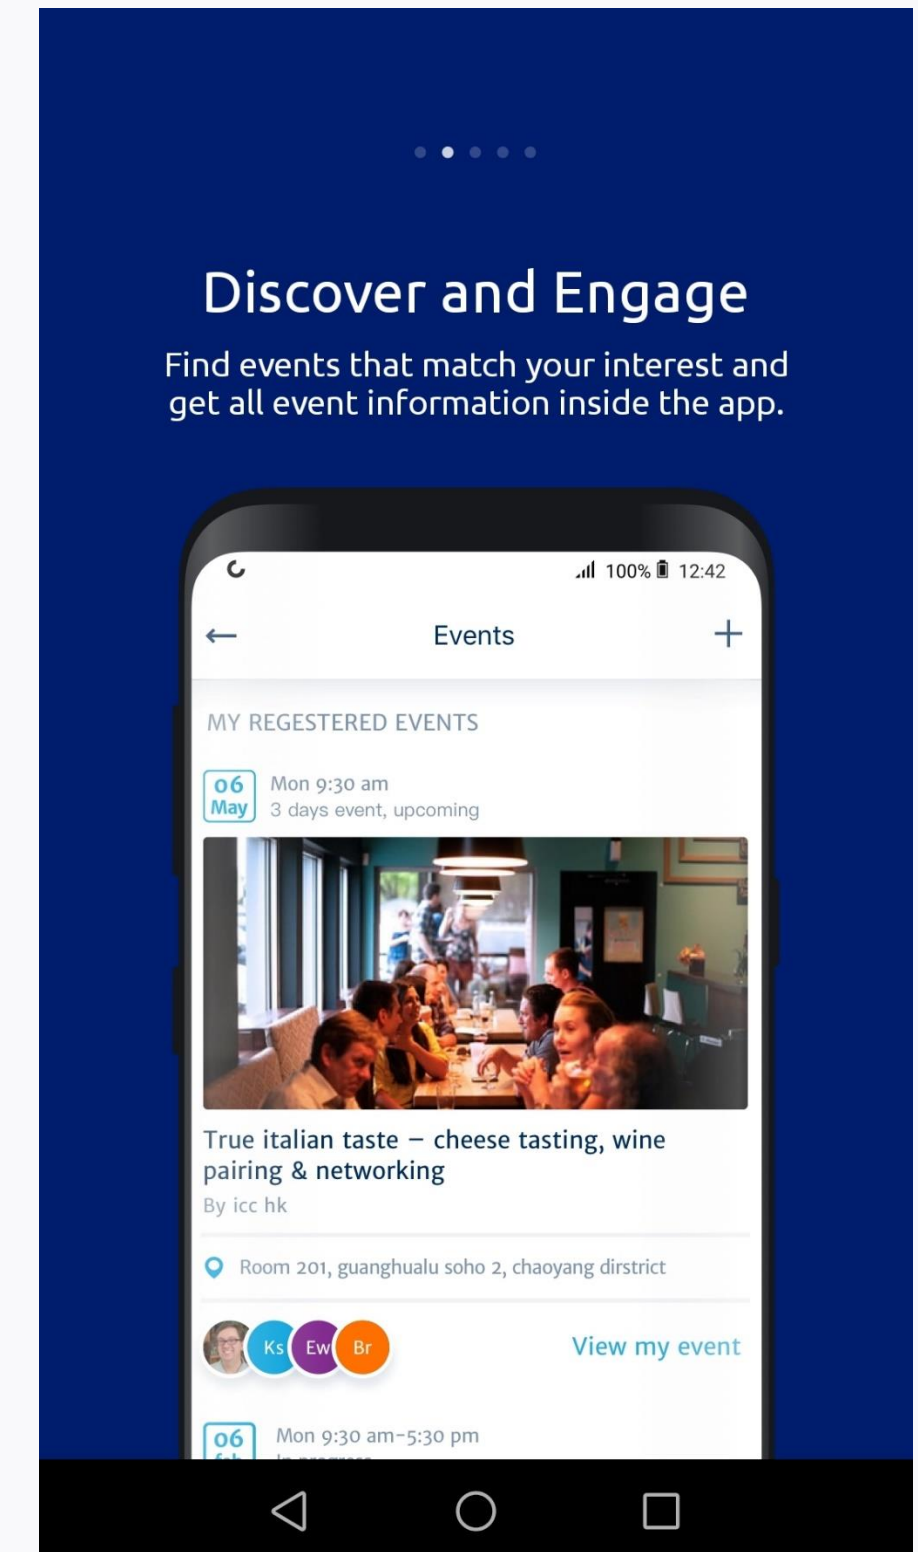 Discover and Engage
Find events that match your interest and
get all event information inside the app.
100% 12:42
Events
MY REGESTERED EVENTS
06
May
Mon 9:30 am
3 days event, upcoming
True italian taste – cheese tasting, wine
pairing & networking
By icc hk
Room 201, guanghualu soho 2, chaoyang dirstrict
Ks Ew Br
View my event
06
feb
Mon 9:30 am-5:30 pm
In progress